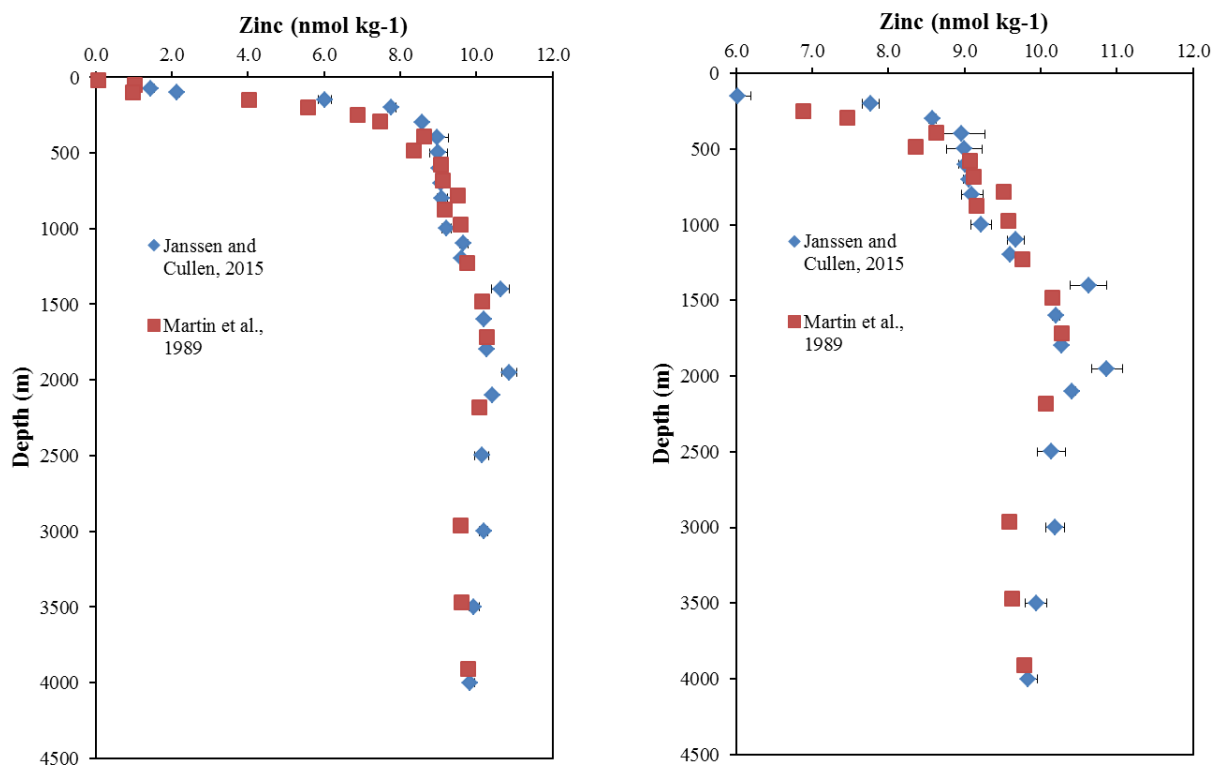 Zinc (nmol kg-1)
0.0 2.0 4.0 6.0 8.0 10.0 12.0
0
500
1000
1500
2000
2500
3000
3500
4000
4500
Depth (m)
Janssen and
Cullen, 2015
Martin et al.,
1989
Zinc (nmol kg-1)
6.0 7.0 8.0 9.0 10.0 11.0 12.0
0
500
1000
1500
2000
2500
3000
3500
4000
4500
Depth (m)
Janssen and
Cullen, 2015
Martin et al.,
1989